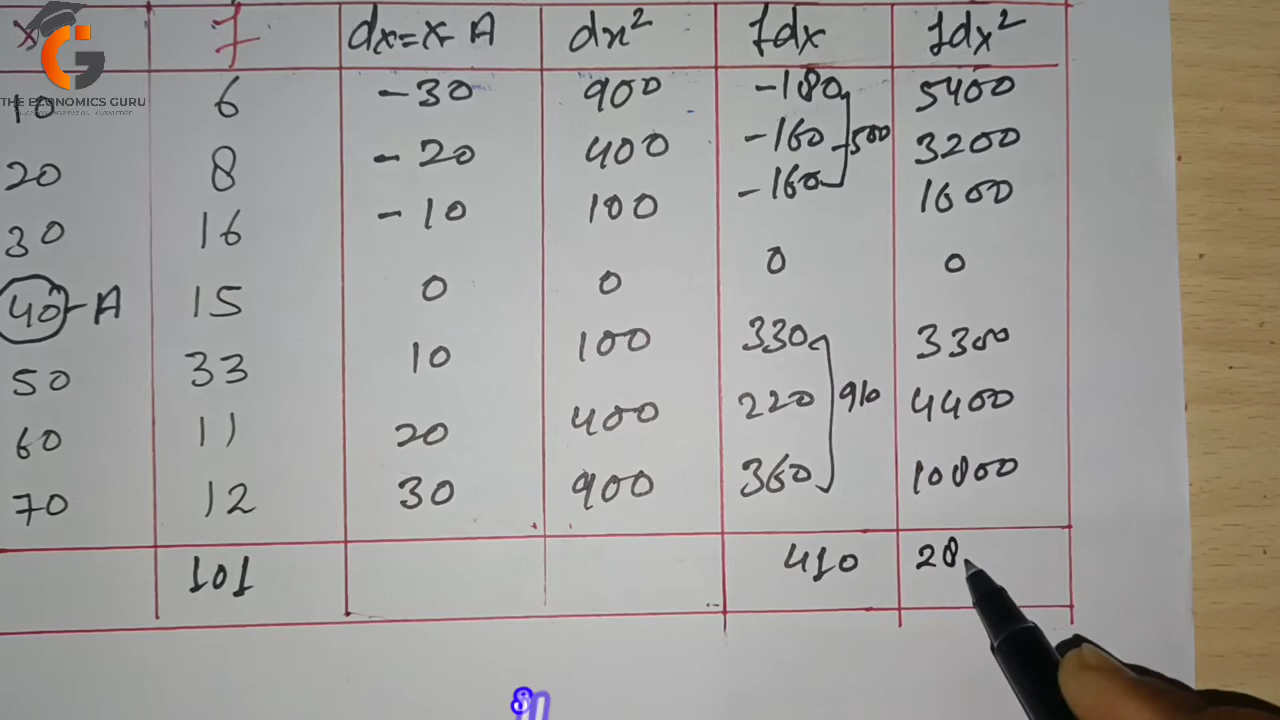 x f dx=x-A dx² fdx fdx²
THE ECONOMICS GURU
10 6 -30 900 -180 5400
20 8 -20 400 -160 -500 3200
30 16 -10 100 -160 1600
40-A 15 0 0 0 0
50 33 10 100 330 3300
60 11 20 400 220 910 4400
70 12 30 900 360 10800
101 410 28